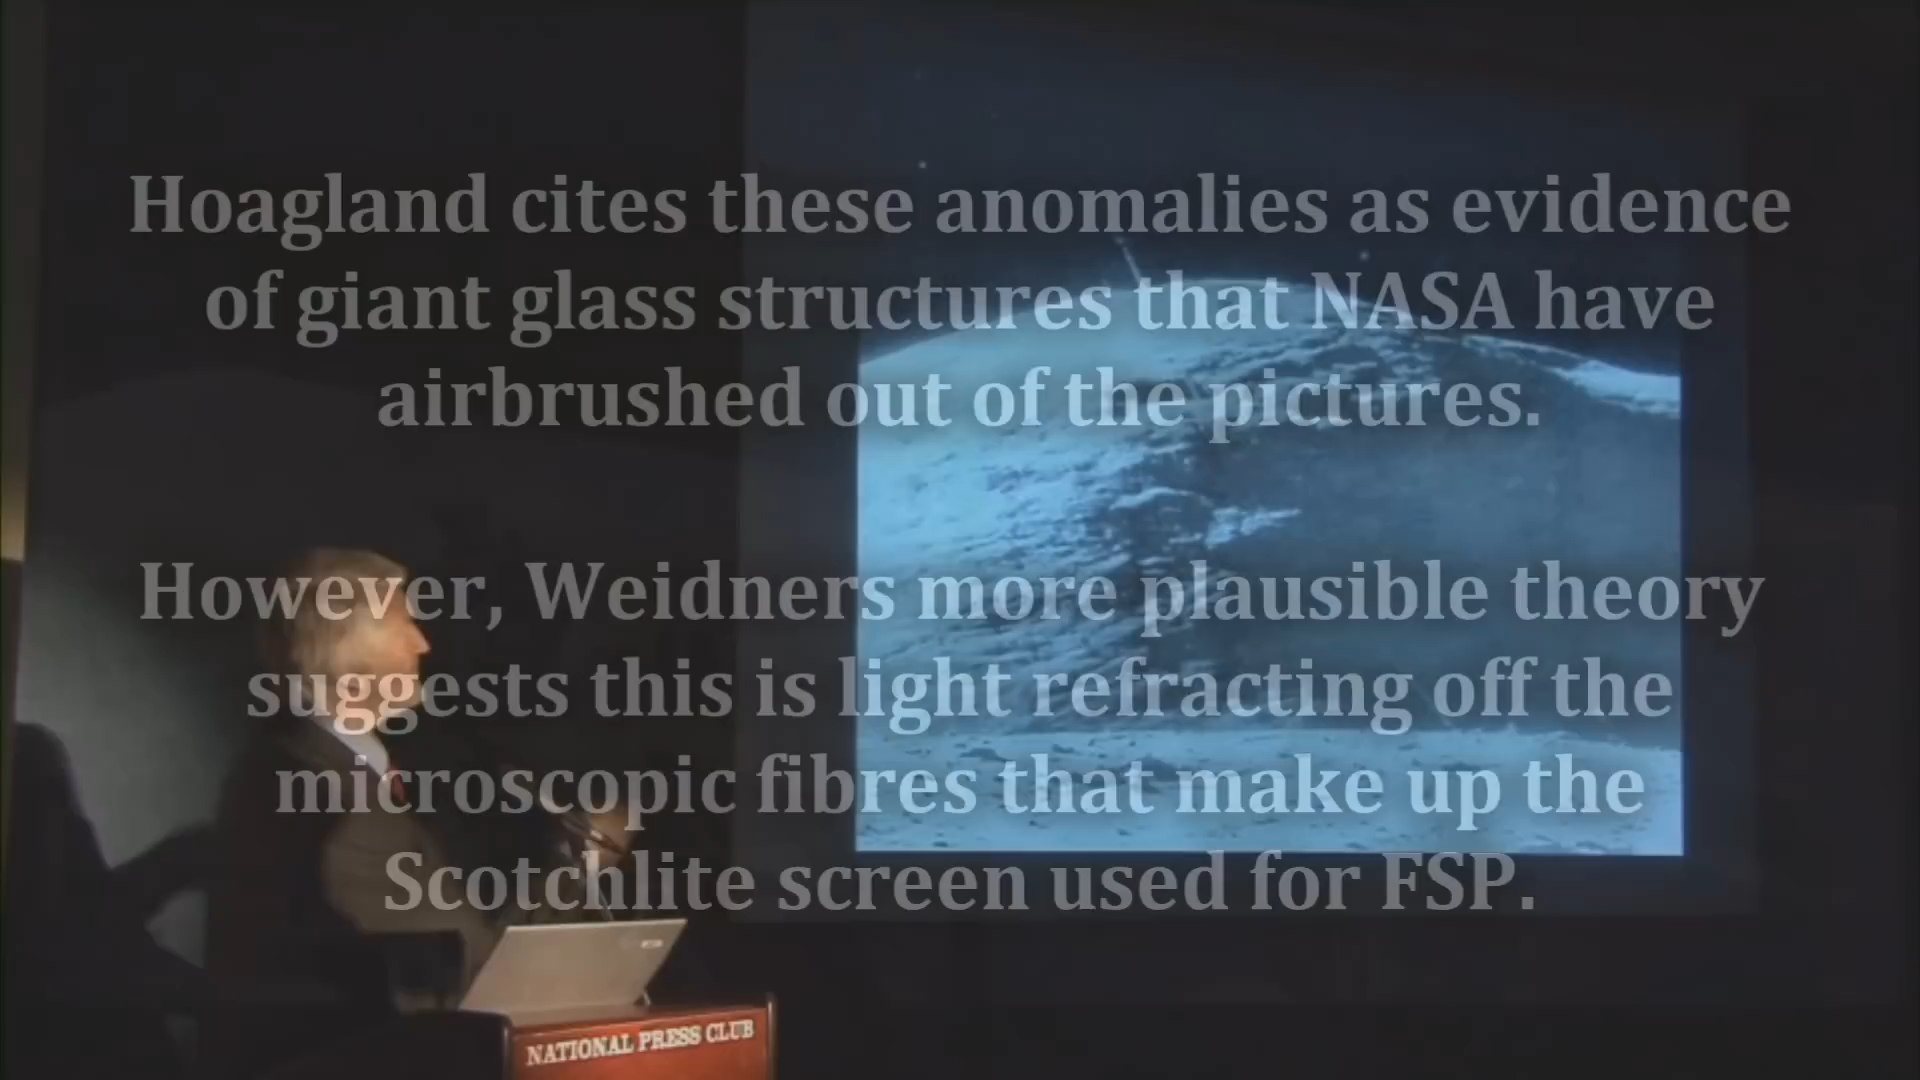 Hoagland cites these anomalies as evidence
of giant glass structures that NASA have
airbrushed out of the pictures.
However, Weidners more plausible theory
suggests this is light refracting off the
microscopic fibres that make up the
Scotchlite screen used for FSP.
NATIONAL PRESS CLUB